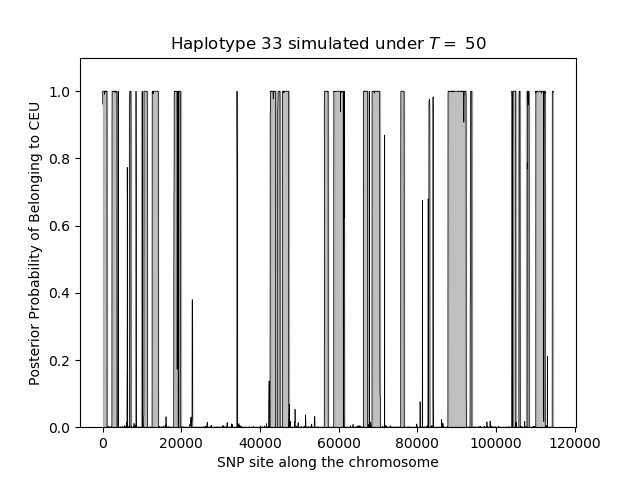 Haplotype 33 simulated under T = 50
Posterior Probability of Belonging to CEU
1.0
0.8
0.6
0.4
0.2
0.0
0 20000 40000 60000 80000 100000 120000
SNP site along the chromosome